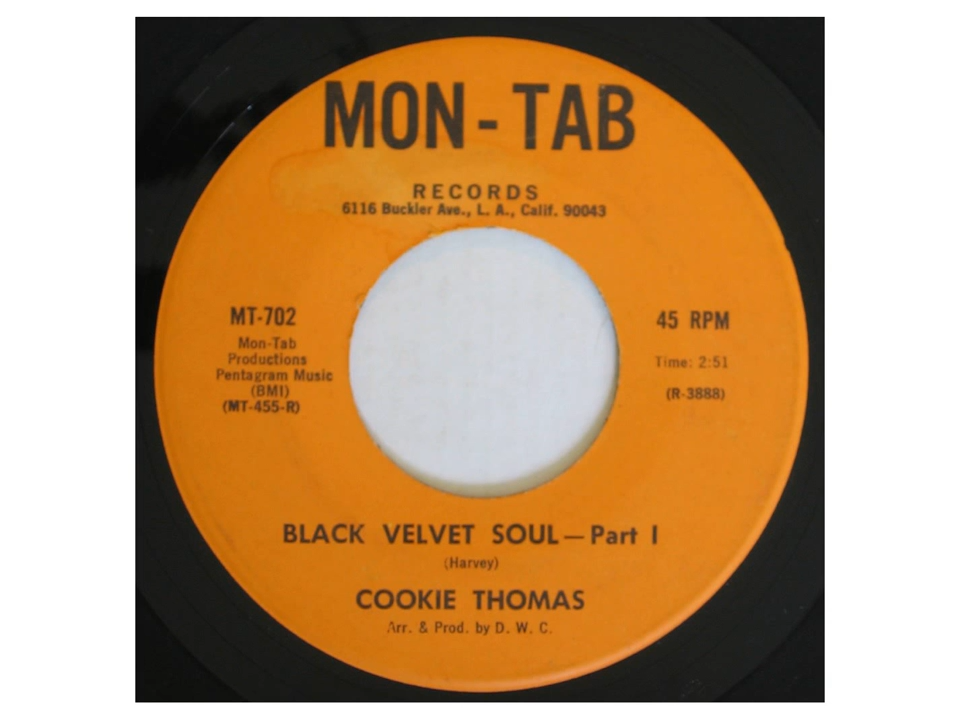 MON-TAB
RECORDS
6116 Buckler Ave., L. A., Calif. 90043
MT-702
Mon-Tab
Productions
Pentagram Music
(BMI)
(MT-455-R)
45 RPM
Time: 2:51
(R-3888)
BLACK VELVET SOUL—Part I
(Harvey)
COOKIE THOMAS
Arr. & Prod. by D. W. C.